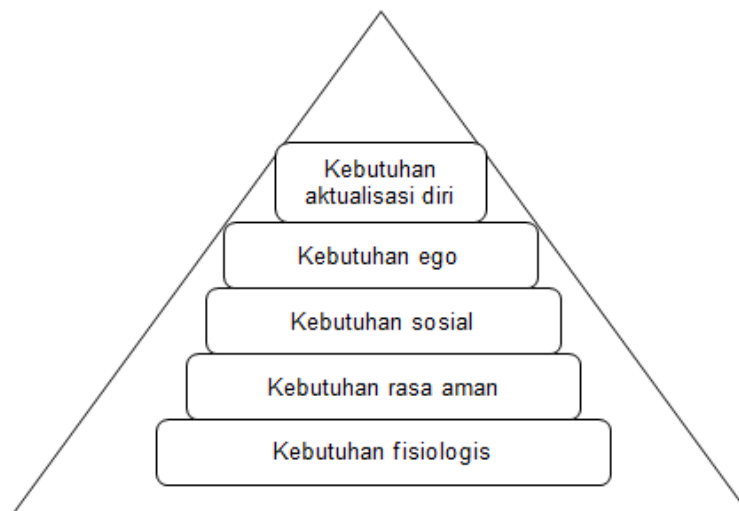 Kebutuhan
aktualisasi diri
Kebutuhan ego
Kebutuhan sosial
Kebutuhan rasa aman
Kebutuhan fisiologis